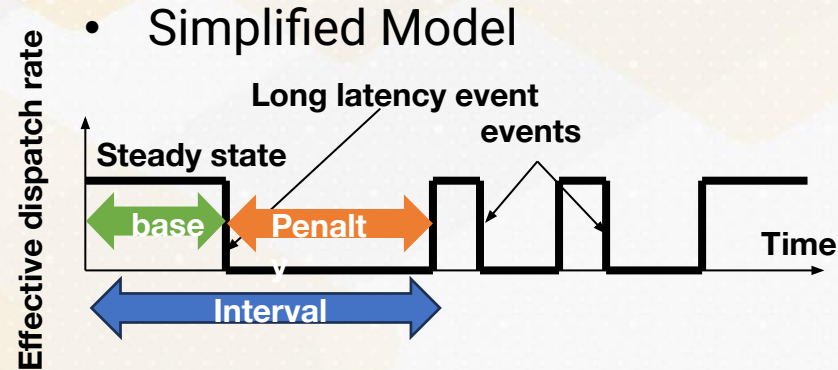 • Simplified Model
Effective dispatch rate
Long latency event
events
Steady state
base
Penalt
y
Time
Interval